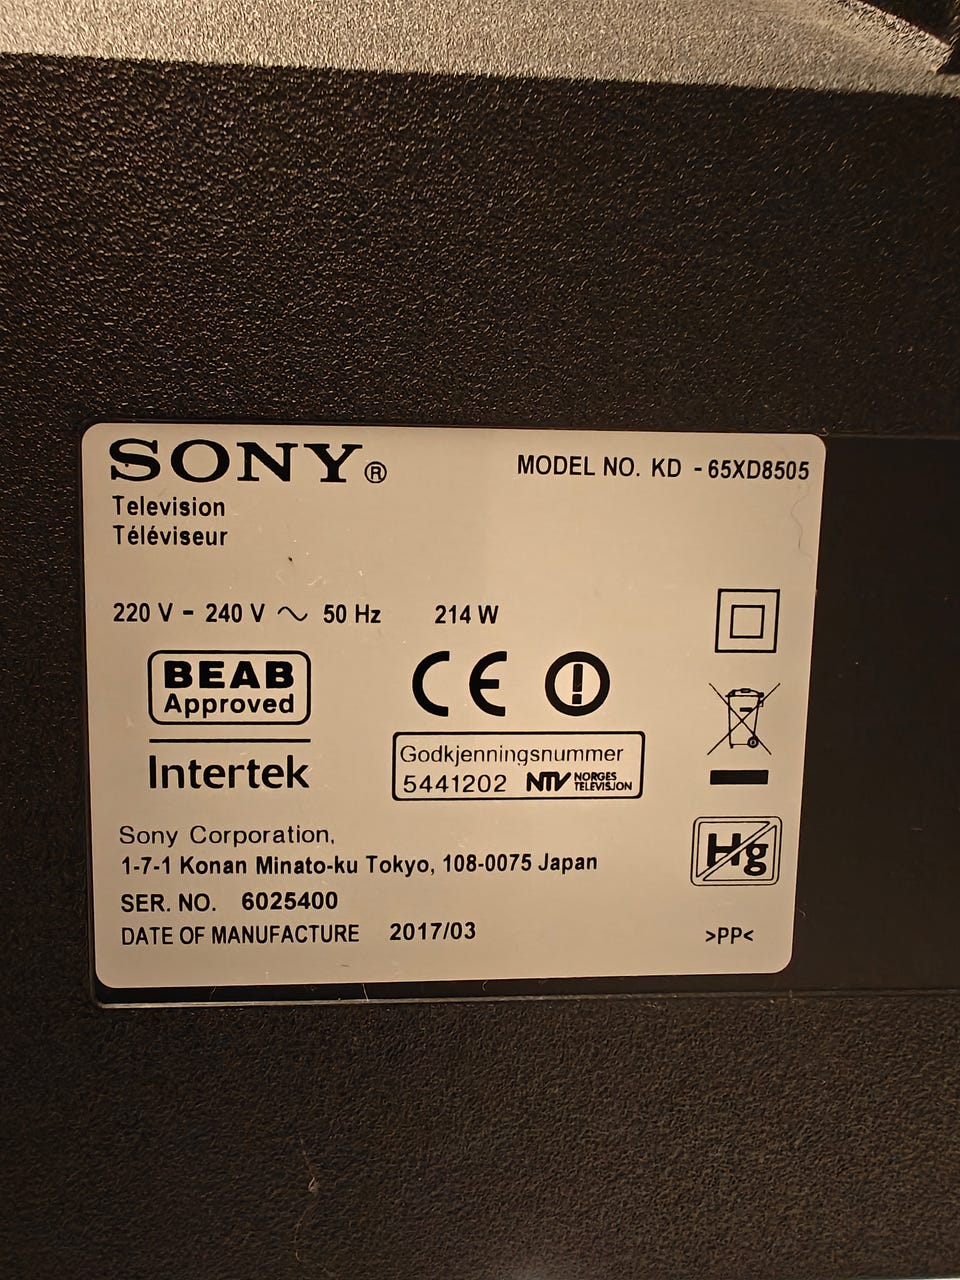 SONY®
MODEL NO. KD - 65XD8505
Television
Téléviseur
220 V - 240 V ~ 50 Hz 214 W
BEAB
Approved
Intertek
CE
Godkjenningsnummer
5441202 NTV NORGES
TELEVISJON
Hg
Sony Corporation,
1-7-1 Konan Minato-ku Tokyo, 108-0075 Japan
SER. NO. 6025400
DATE OF MANUFACTURE 2017/03
>PP<